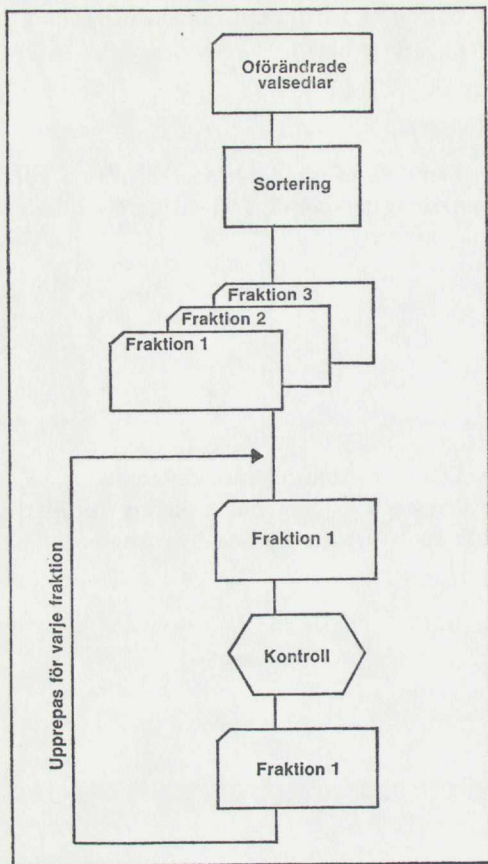 Oförändrade
valsedlar
Sortering
Fraktion 3
Fraktion 2
Fraktion 1
Fraktion 1
Kontroll
Fraktion 1
Upprepas för varje fraktion